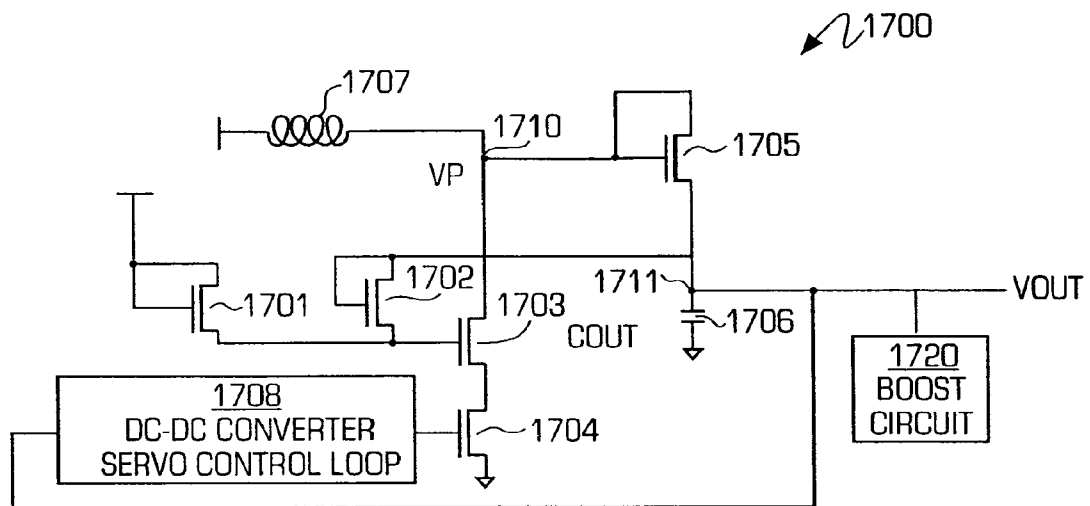 1700
1707
1710
1705
VP
1702
1711
1701
1703
VOUT
COUT
1706
1720
BOOST
CIRCUIT
1708
DC-DC CONVERTER
SERVO CONTROL LOOP
1704